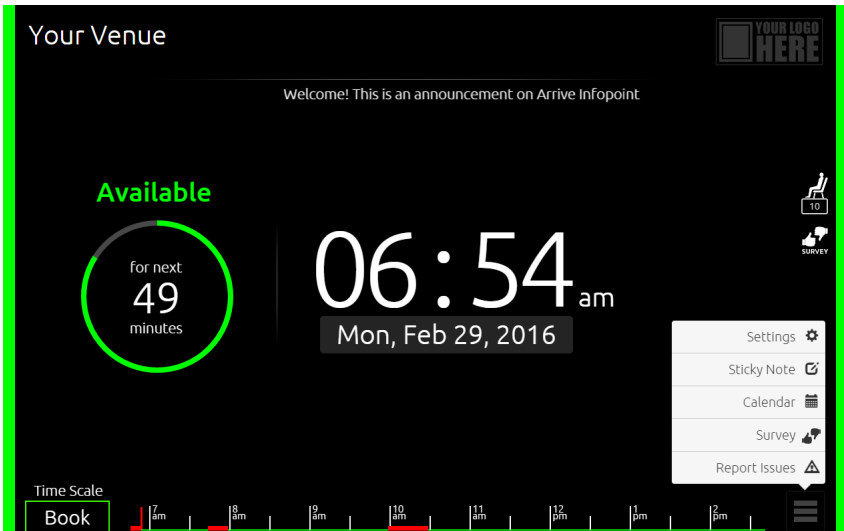 Your Venue
YOUR LOGO
HERE
Welcome! This is an announcement on Arrive Infopoint
Available
10
for next
49
minutes
SURVEY
06:54 am
Mon, Feb 29, 2016
Settings
Sticky Note
Calendar
Survey
Report Issues
Time Scale
Book
7 am 8 am 9 am 10 am 11 am 12 pm 1 pm 2 pm